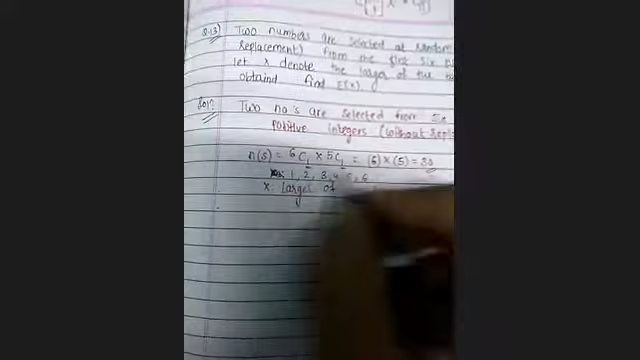 Q.13) Two numbers are selected at random
Replacement) from the first six
let x denote the larger of the
obtaind find E(x)
Sol?: Two no's are selected from
positive integers (without
n(s) = ⁶C₁ × 5C₁ = (6) × (5) = 30
1, 2, 3, 4, 5, 6
x: larger of